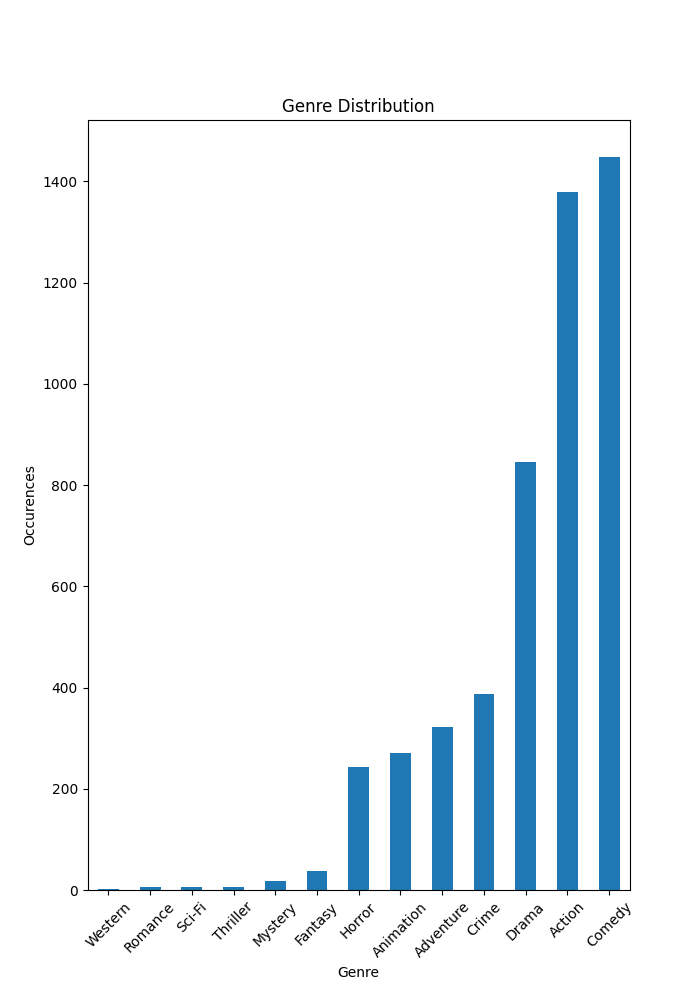 Genre Distribution
1400
1200
1000
800
600
400
200
0
Occurences
Western
Romance
Sci-Fi
Thriller
Mystery
Fantasy
Horror
Animation
Adventure
Crime
Drama
Action
Comedy
Genre